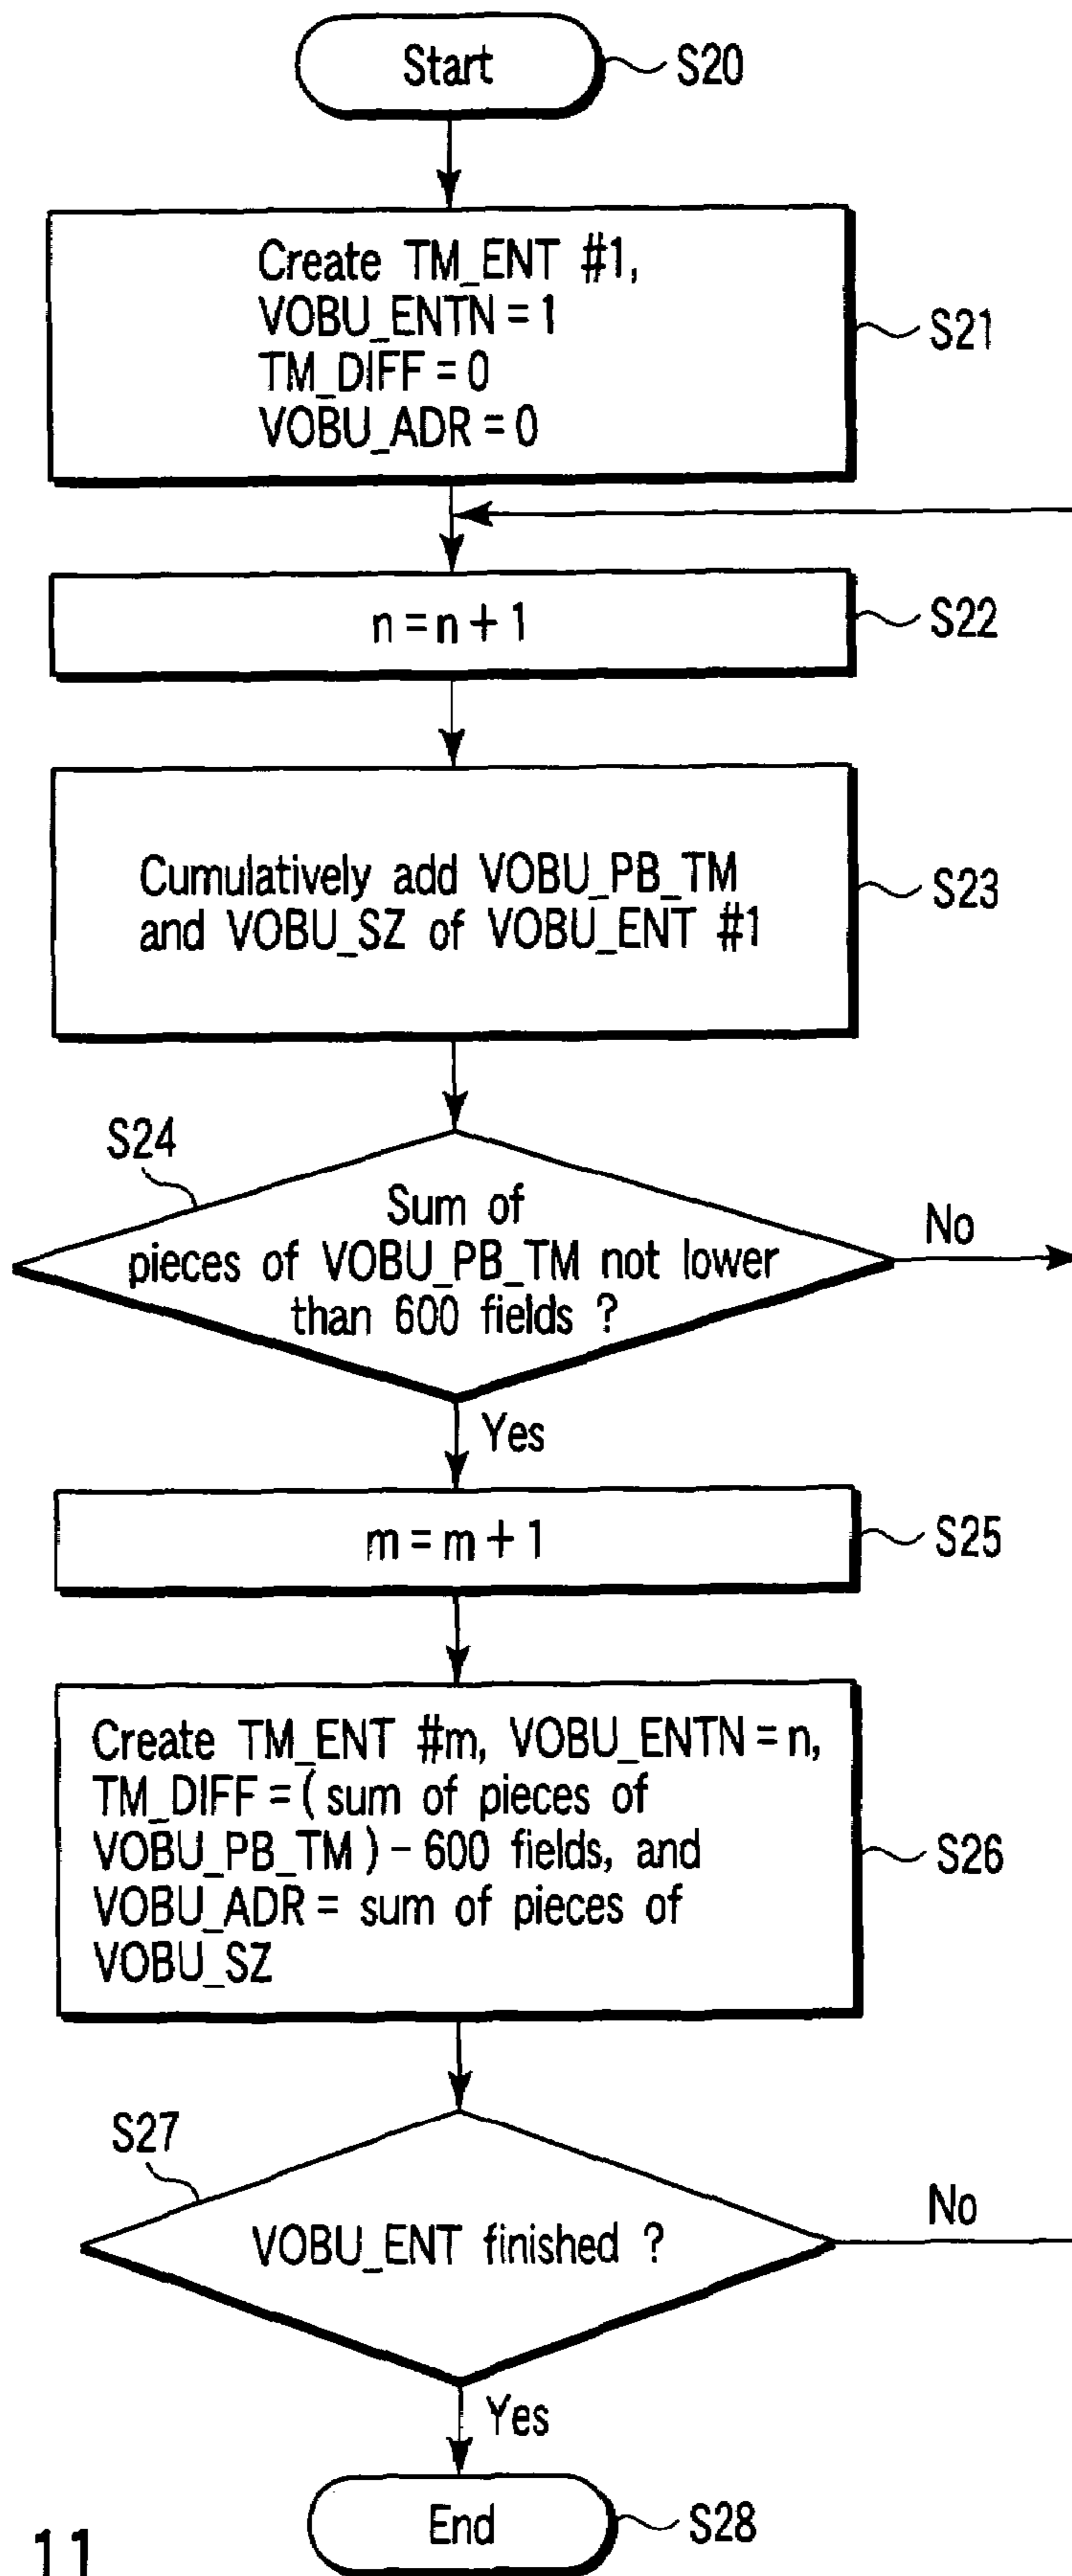 Start
S20
Create TM_ENT #1,
VOBU_ENTN = 1
TM_DIFF = 0
VOBU_ADR = 0
S21
n = n + 1
S22
Cumulatively add VOBU_PB_TM
and VOBU_SZ of VOBU_ENT #1
S23
S24
Sum of
pieces of VOBU_PB_TM not lower
than 600 fields ?
No
Yes
m = m + 1
S25
Create TM_ENT #m, VOBU_ENTN = n,
TM_DIFF = ( sum of pieces of
VOBU_PB_TM ) - 600 fields, and
VOBU_ADR = sum of pieces of
VOBU_SZ
S26
S27
VOBU_ENT finished ?
No
Yes
End
S28
11